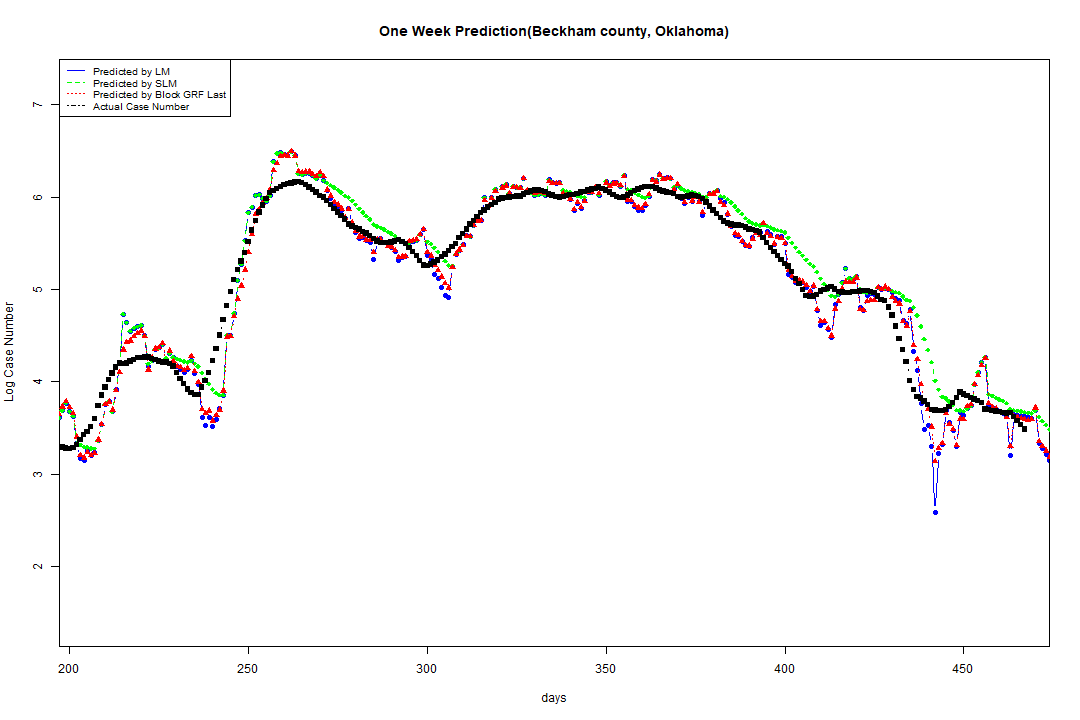 One Week Prediction(Beckham county, Oklahoma)
Predicted by LM
Predicted by SLM
Predicted by Block GRF Last
Actual Case Number
Log Case Number
7
6
5
4
3
2
200 250 300 350 400 450
days